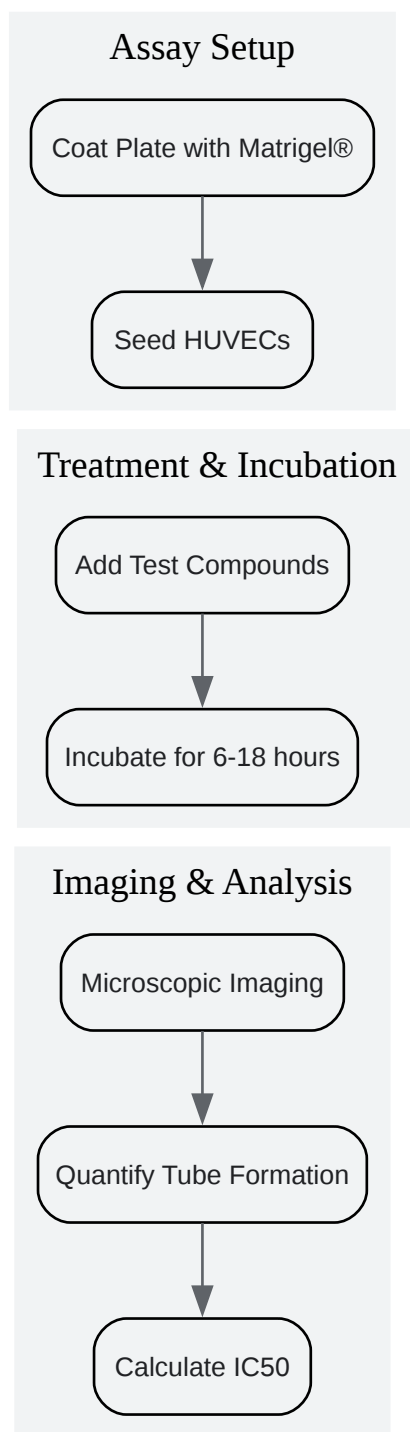 Assay Setup
Coat Plate with Matrigel®
Seed HUVECs
Treatment & Incubation
Add Test Compounds
Incubate for 6-18 hours
Imaging & Analysis
Microscopic Imaging
Quantify Tube Formation
Calculate IC50